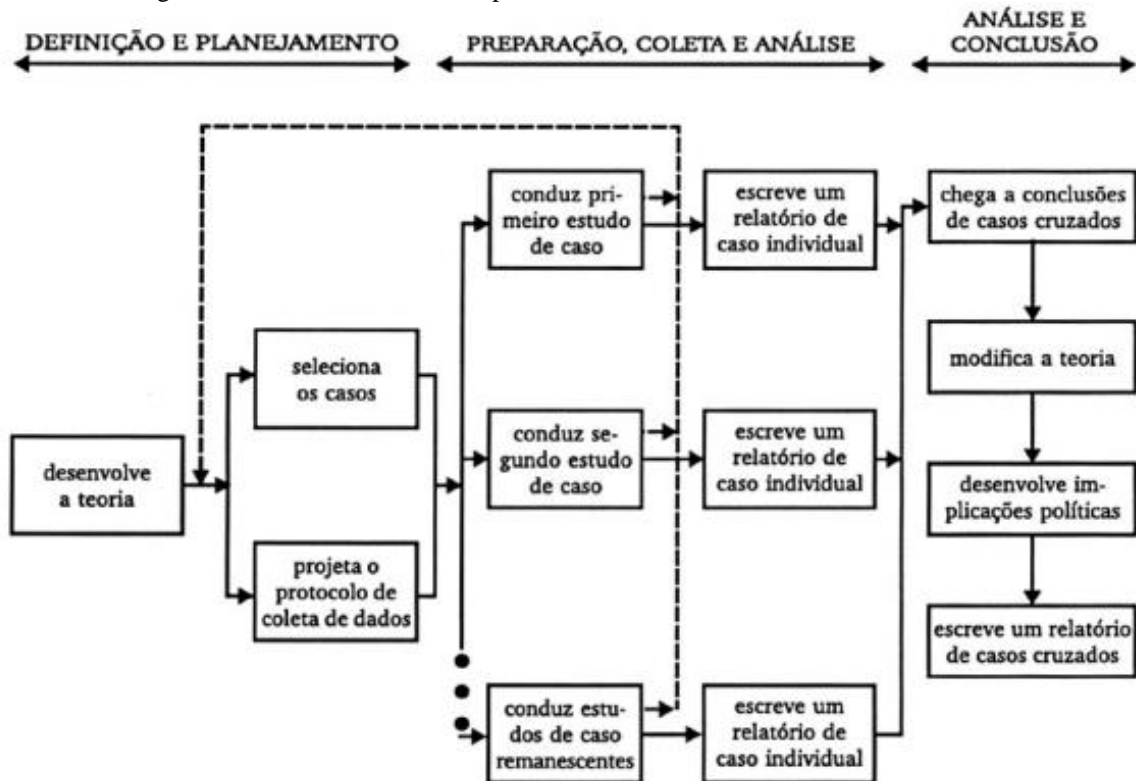 DEFINIÇÃO E PLANEJAMENTO
PREPARAÇÃO, COLETA E ANÁLISE
ANÁLISE E
CONCLUSÃO
desenvolve
a teoria
seleciona
os casos
projeta o
protocolo de
coleta de dados
conduz pri-
meiro estudo
de caso
escreve um
relatório de
caso individual
conduz se-
gundo estudo
de caso
escreve um
relatório de
caso individual
conduz estu-
dos de caso
remanescentes
escreve um
relatório de
caso individual
chega a conclusões
de casos cruzados
modifica a teoria
desenvolve im-
plicações políticas
escreve um relatório
de casos cruzados